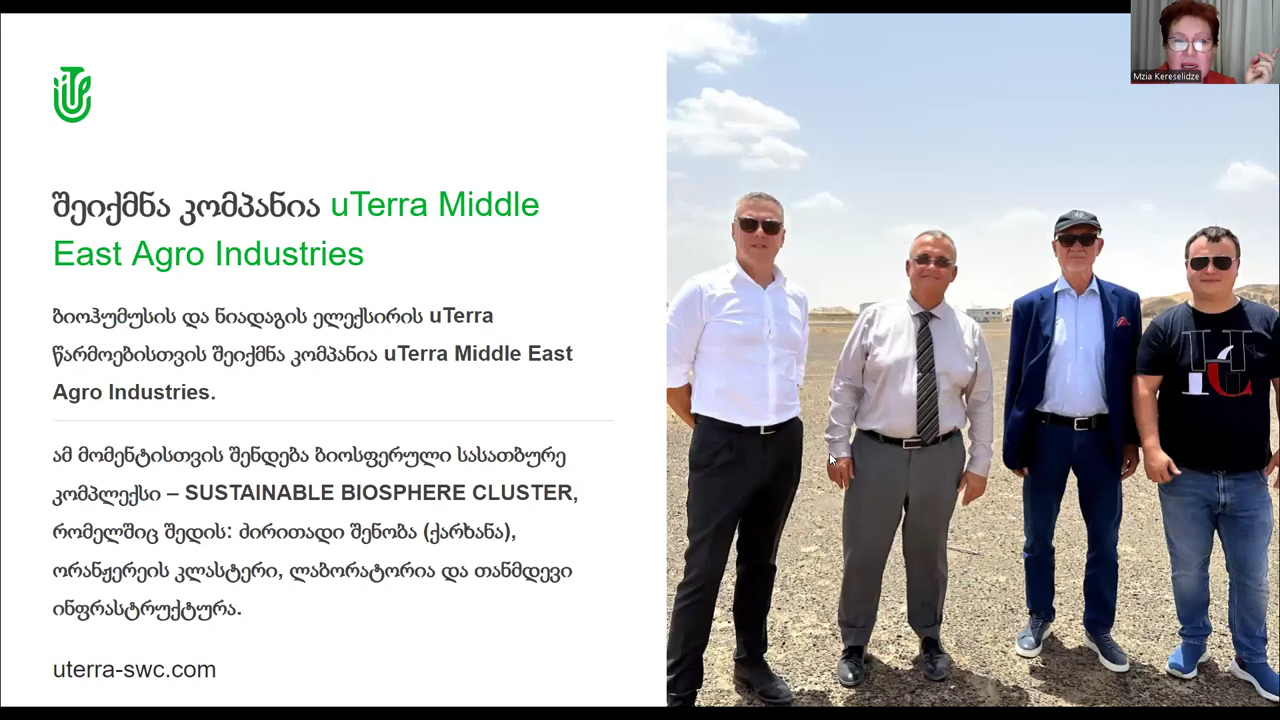 Mzia Kereselidze
შეიქმნა კომპანია uTerra Middle
East Agro Industries
ბიოჰუმუსის და ნიადაგის ელექსირის uTerra
წარმოებისთვის შეიქმნა კომპანია uTerra Middle East
Agro Industries.
ამ მომენტისთვის შენდება ბიოსფერული სასათბურე
კომპლექსი – SUSTAINABLE BIOSPHERE CLUSTER,
რომელშიც შედის: ძირითადი შენობა (ქარხანა),
ორანჟერეის კლასტერი, ლაბორატორია და თანმდევი
ინფრასტრუქტურა.
uterra-swc.com